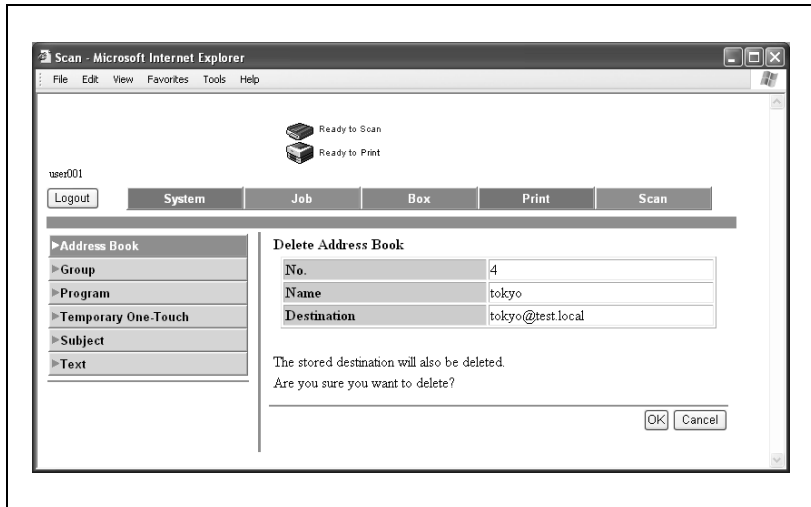 Scan - Microsoft Internet Explorer
File Edit View Favorites Tools Help
Ready to Scan
Ready to Print
user001
Logout System Job Box Print Scan
Address Book
Group
Program
Temporary One-Touch
Subject
Text
Delete Address Book
No. 4
Name tokyo
Destination tokyo@test.local
The stored destination will also be deleted.
Are you sure you want to delete?
OK Cancel